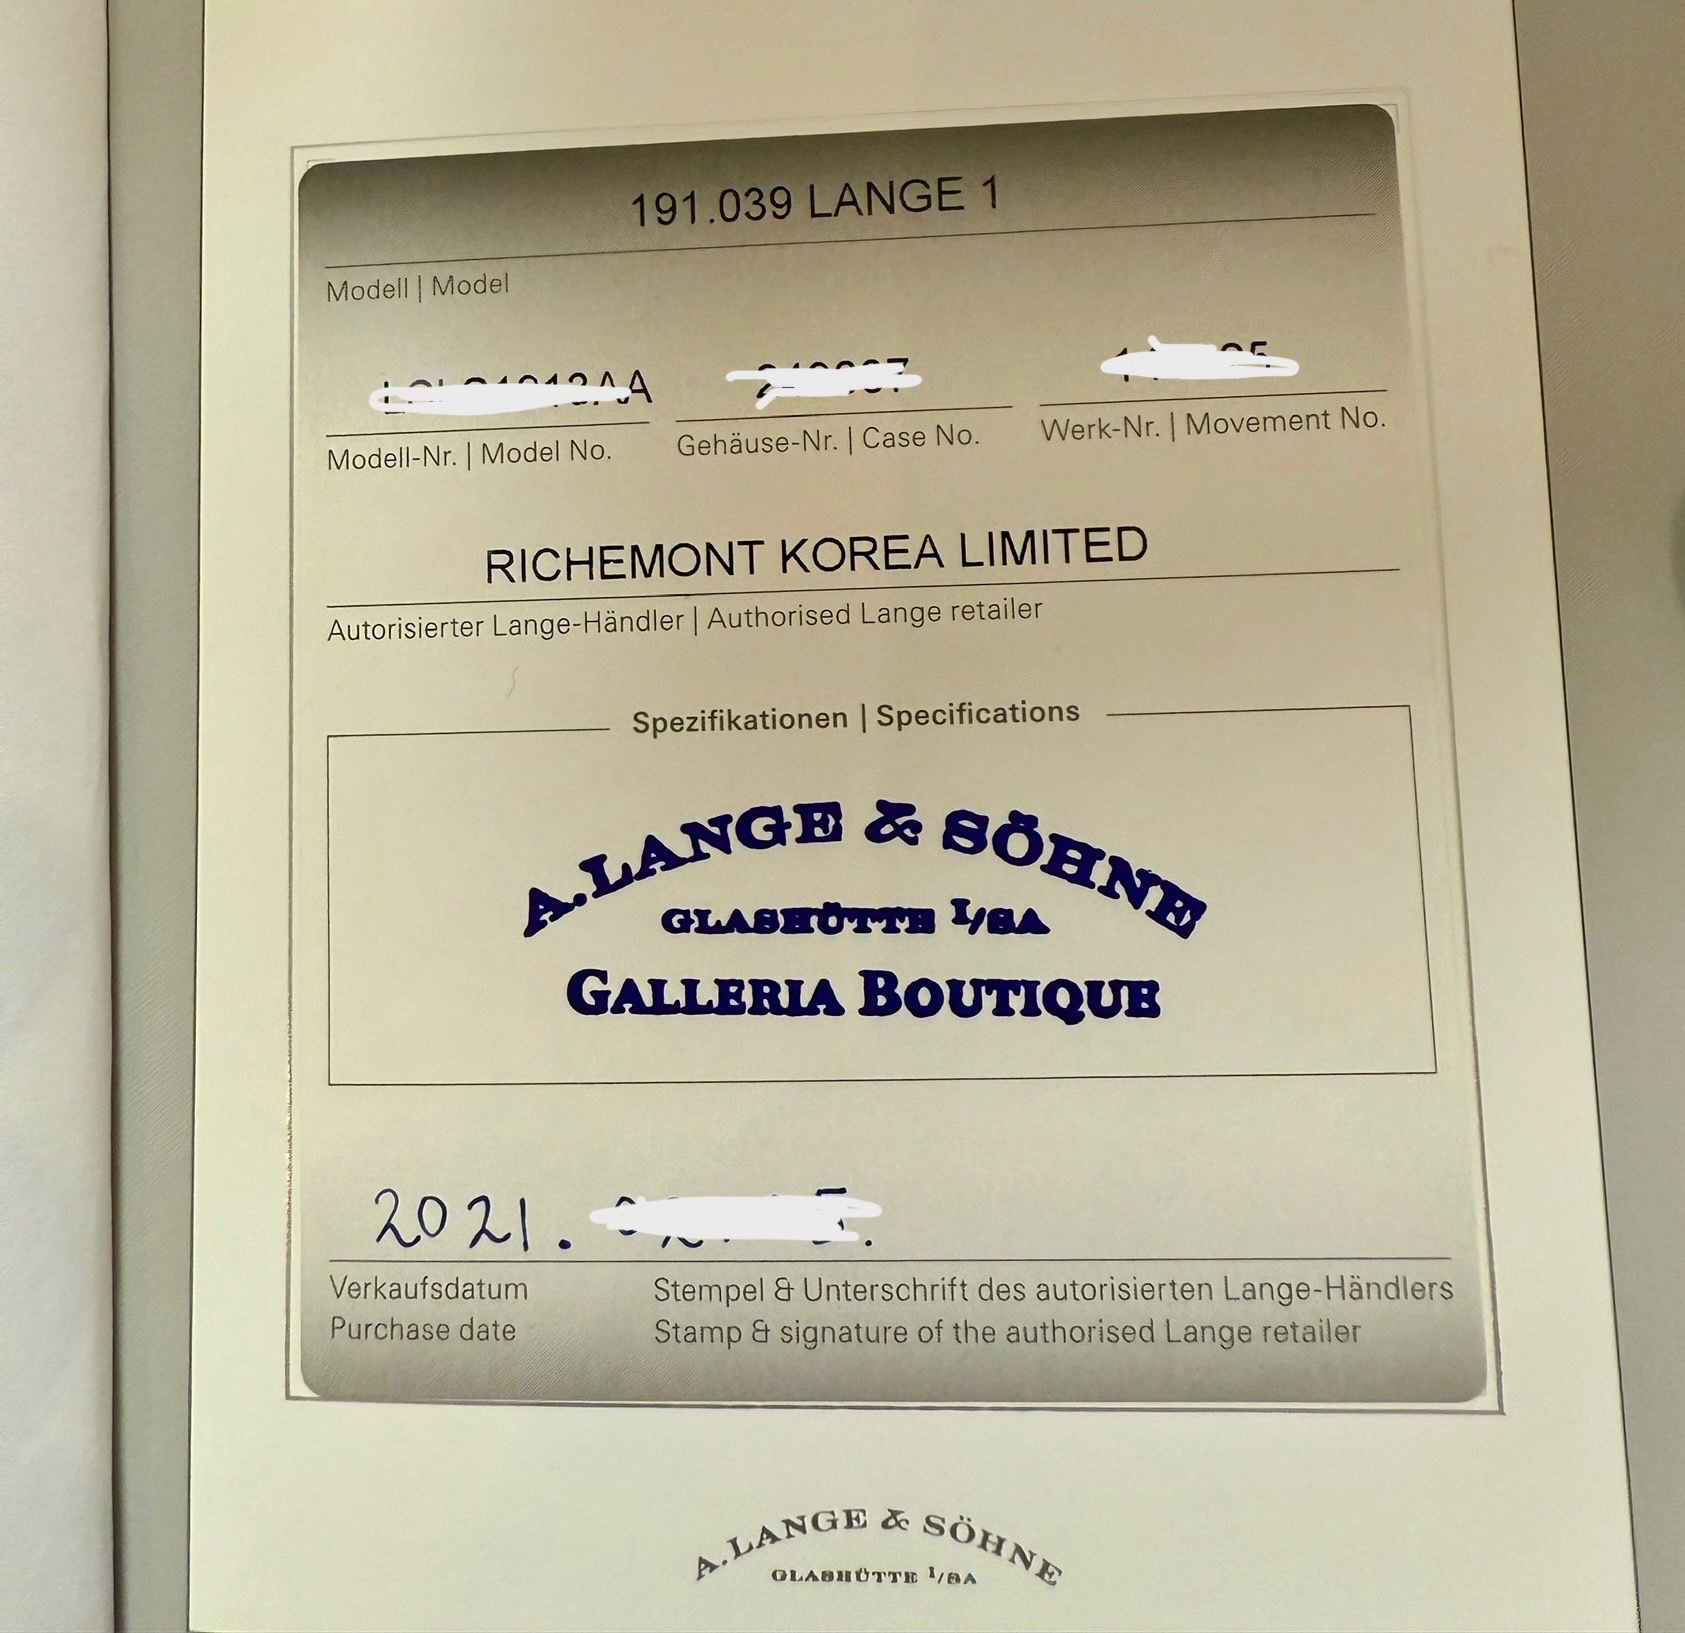 191.039 LANGE 1
Modell | Model
Modell-Nr. | Model No.
Gehäuse-Nr. | Case No.
Werk-Nr. | Movement No.
RICHEMONT KOREA LIMITED
Autorisierter Lange-Händler | Authorised Lange retailer
Spezifikationen | Specifications
A. LANGE & SÖHNE
GLASHÜTTE I/SA
GALLERIA BOUTIQUE
2021.
Verkaufsdatum
Purchase date
Stempel & Unterschrift des autorisierten Lange-Händlers
Stamp & signature of the authorised Lange retailer
A. LANGE & SÖHNE
GLASHÜTTE I/SA